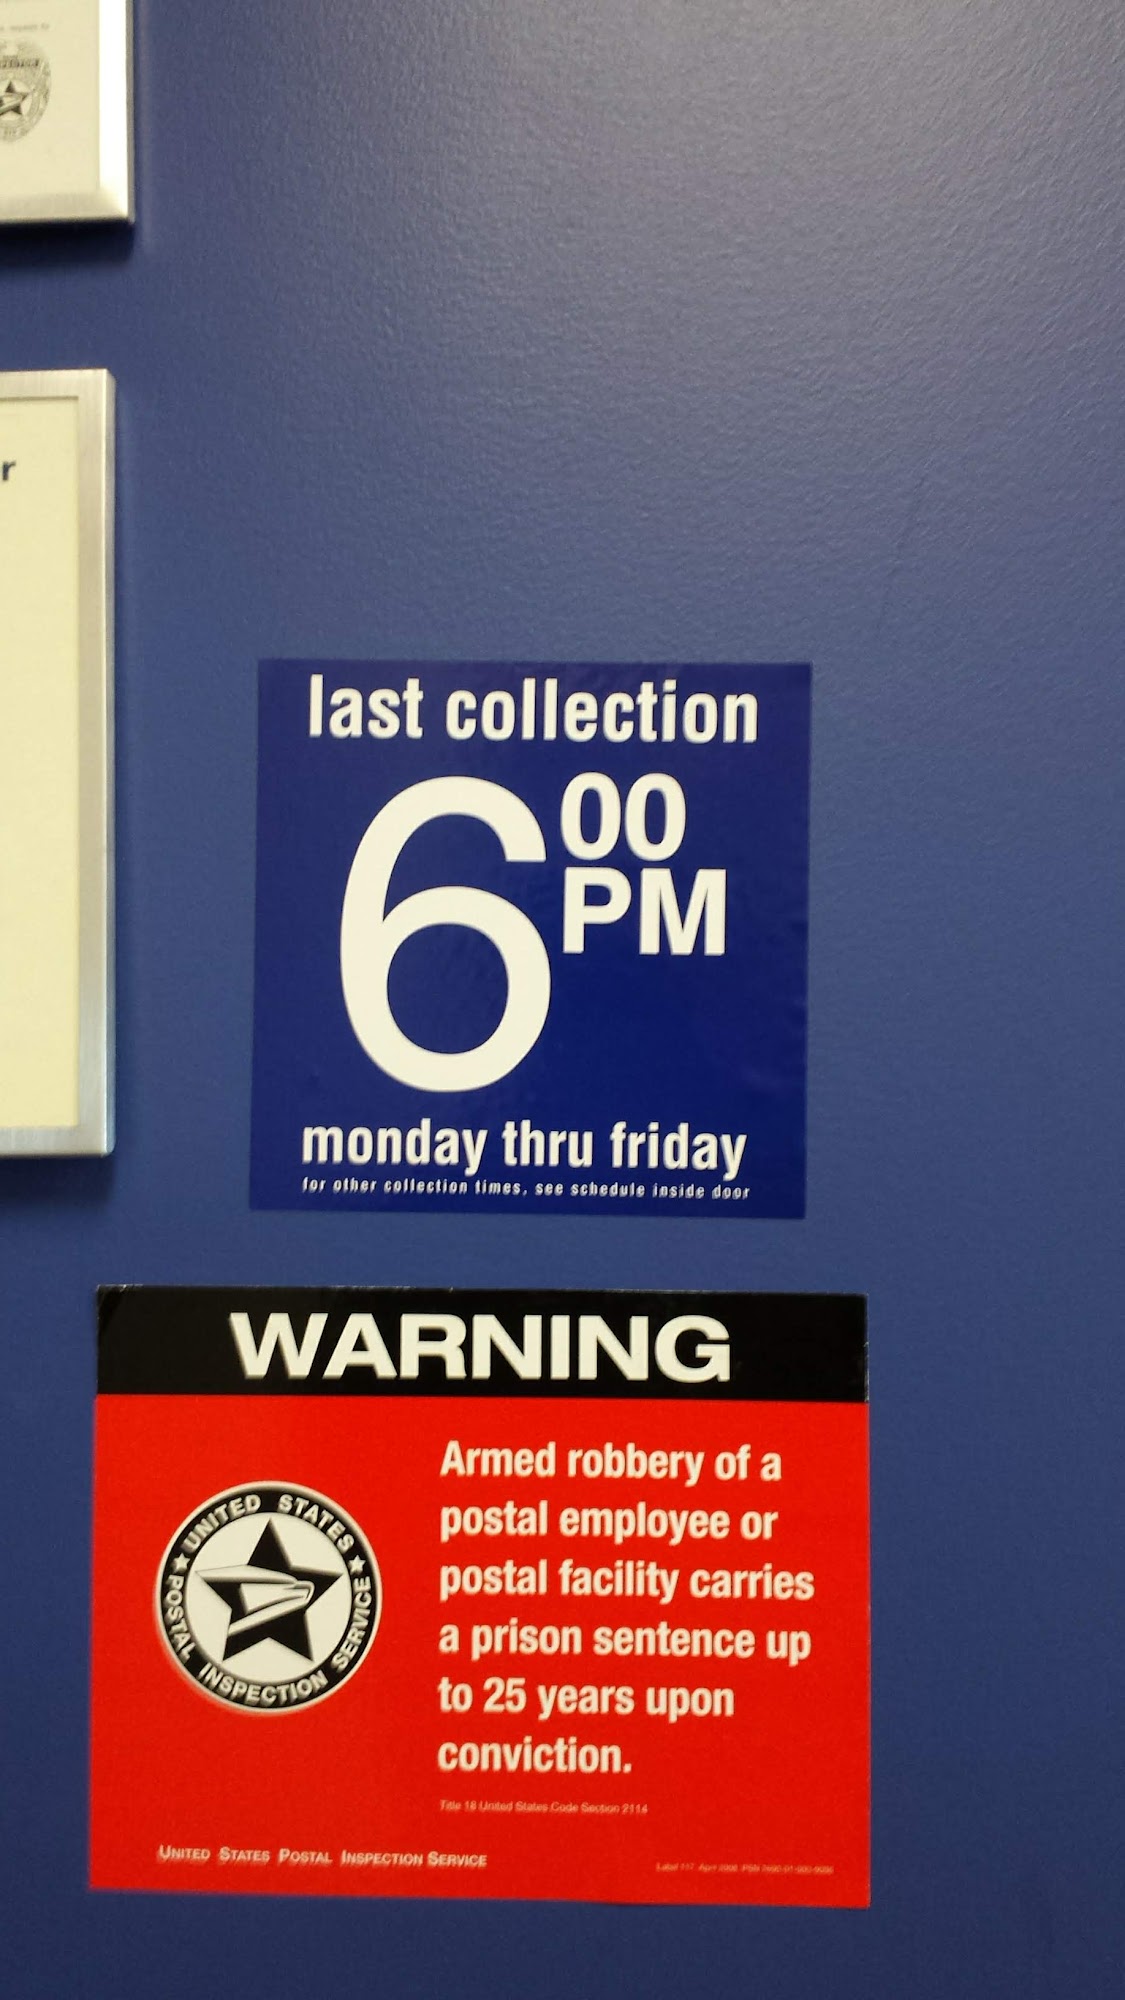 r
last collection
6 00
PM
monday thru friday
for other collection times, see schedule inside door
WARNING
Armed robbery of a
postal employee or
postal facility carries
a prison sentence up
to 25 years upon
conviction.
UNITED STATES
POSTAL INSPECTION SERVICE
Title 18 United States Code Section 2114
UNITED STATES POSTAL INSPECTION SERVICE